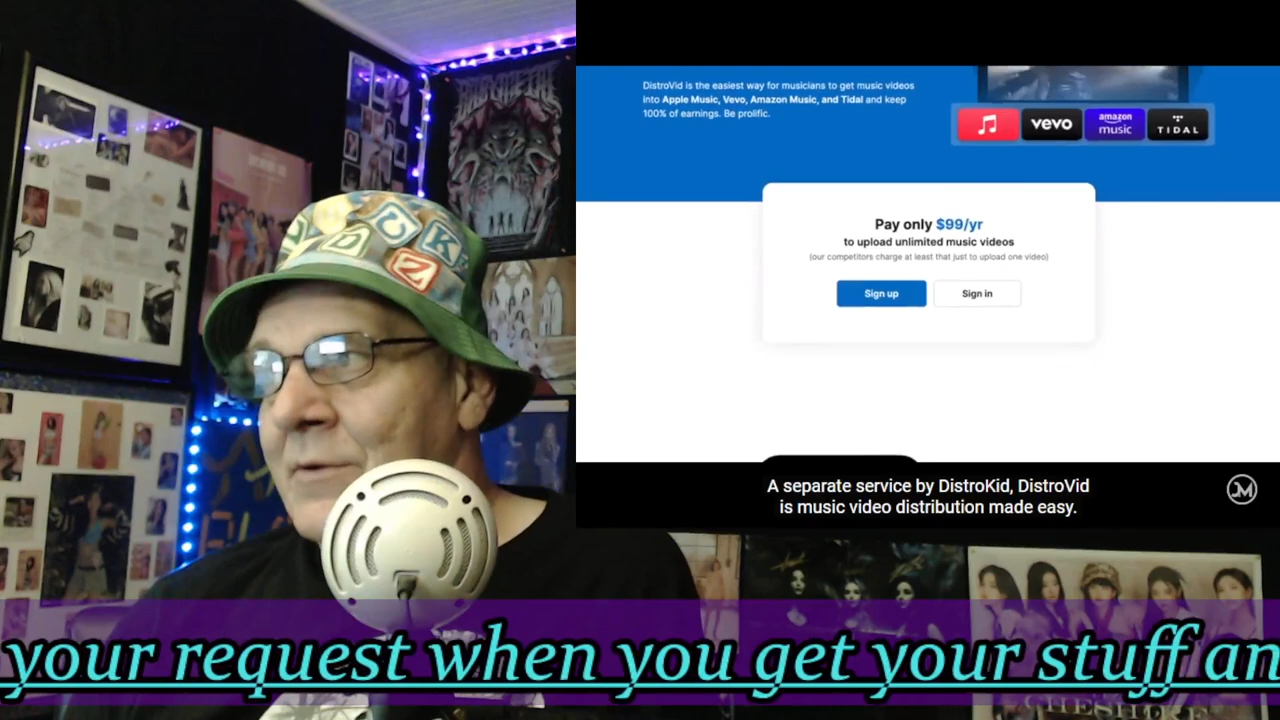 BABYMETAL
DistroVid is the easiest way for musicians to get music videos
into Apple Music, Vevo, Amazon Music, and Tidal and keep
100% of earnings. Be prolific.
vevo
amazon
music
TIDAL
Pay only $99/yr
to upload unlimited music videos
(our competitors charge at least that just to upload one video)
Sign up
Sign in
U
K
D
Z
A separate service by DistroKid, DistroVid
is music video distribution made easy.
JM
your request when you get your stuff an